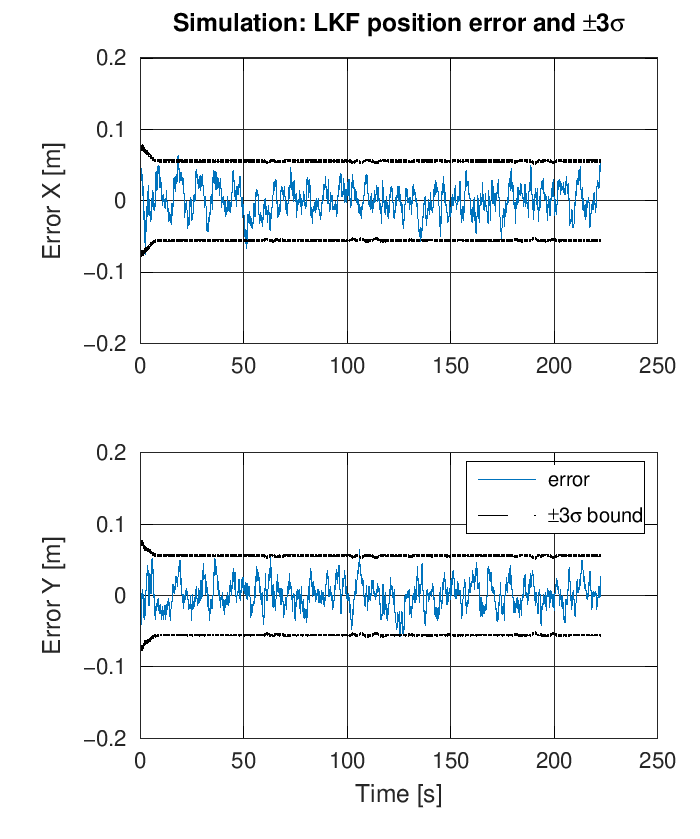 Simulation: LKF position error and ±3σ
0.2
0.1
0
−0.1
−0.2
Error X [m]
0 50 100 150 200 250
0.2
0.1
0
−0.1
−0.2
Error Y [m]
error
±3σ bound
0 50 100 150 200 250
Time [s]